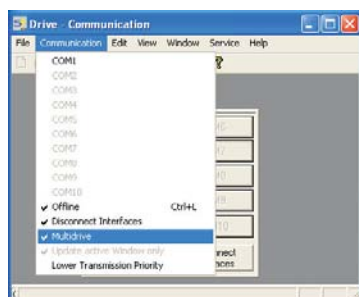 Drive - Communication
File Communication Edit View Window Service Help
COM1
COM2
COM3
COM4
COM5
COM6
COM7
COM8
COM9
COM10
Offline Ctrl+L
Disconnect Interfaces
Multidrive
Update active Window only
Lower Transmission Priority